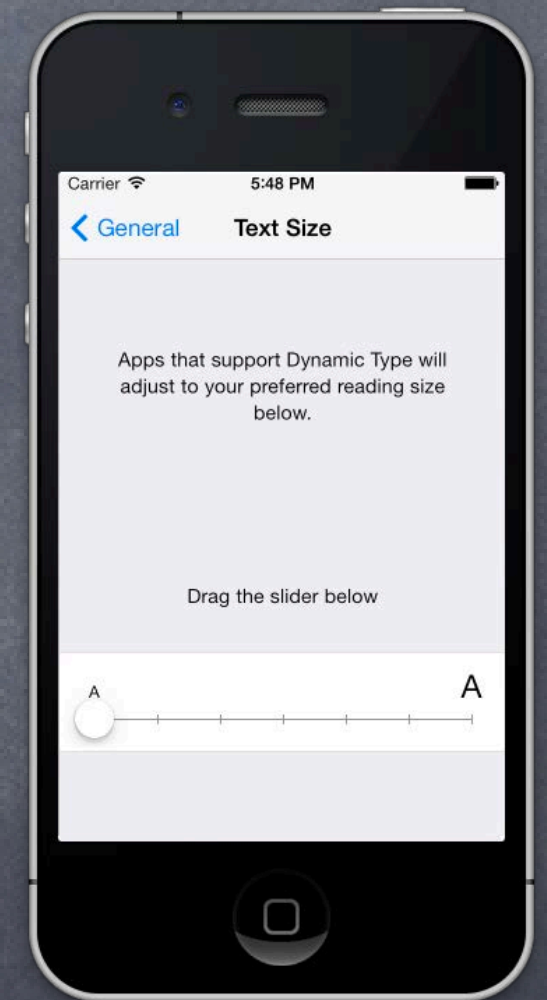 Carrier 5:48 PM
General Text Size
Apps that support Dynamic Type will
adjust to your preferred reading size
below.
Drag the slider below
A A